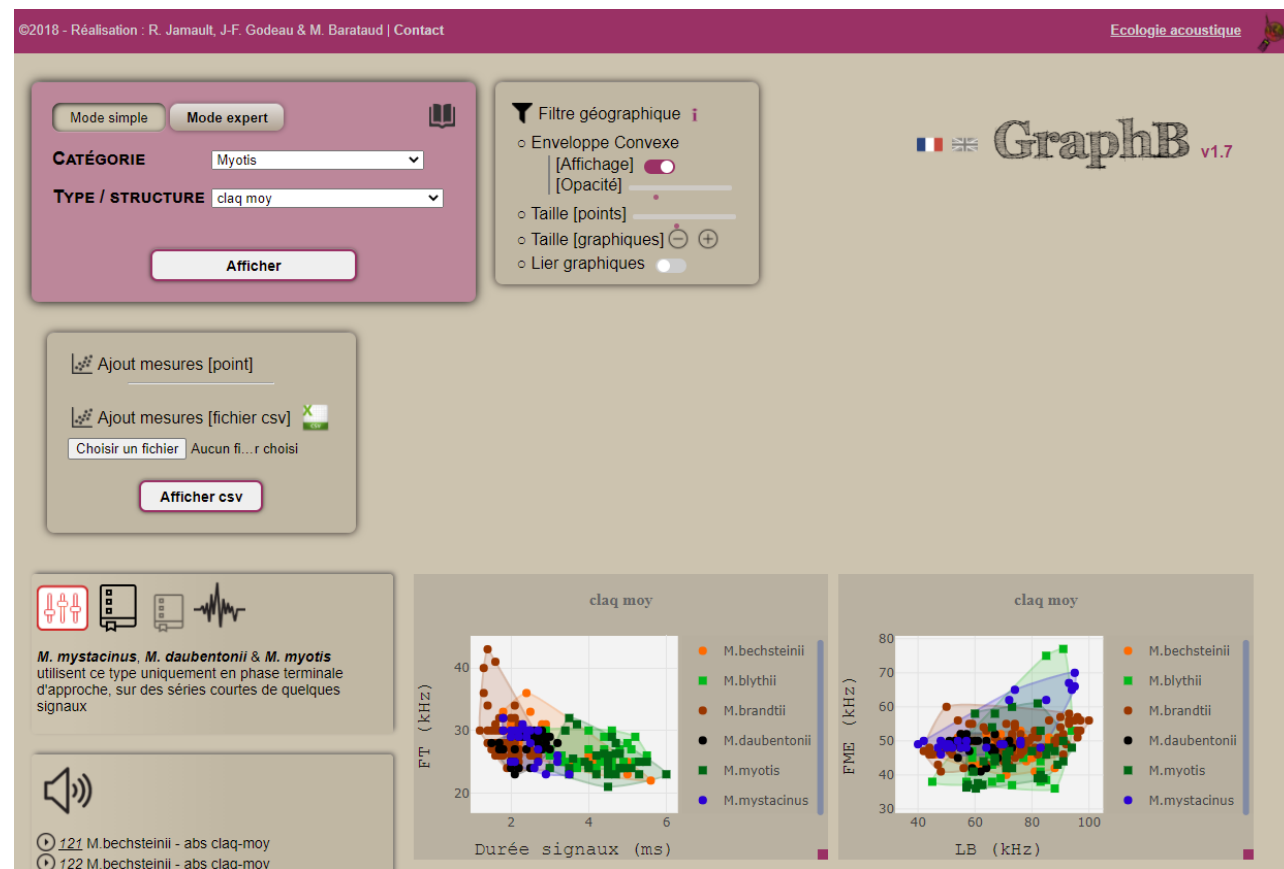 ©2018 - Réalisation : R. Jamault, J-F. Godeau & M. Barataud | Contact
Ecologie acoustique
Mode simple
Mode expert
CATÉGORIE
Myotis
TYPE / STRUCTURE
claq moy
Afficher
Filtre géographique i
Enveloppe Convexe
[Affichage]
[Opacité]
Taille [points]
Taille [graphiques]
Lier graphiques
GraphB v1.7
Ajout mesures [point]
Ajout mesures [fichier csv]
Choisir un fichier Aucun fi...r choisi
Afficher csv
M. mystacinus, M. daubentonii & M. myotis
utilisent ce type uniquement en phase terminale
d'approche, sur des séries courtes de quelques
signaux
121 M.bechsteinii - abs claq-moy
122 M.bechsteinii - abs claq-moy
claq moy
FT (kHz)
40
30
20
2 4 6
Durée signaux (ms)
M.bechsteinii
M.blythii
M.brandtii
M.daubentonii
M.myotis
M.mystacinus
claq moy
FME (kHz)
80
70
60
50
40
30
40 60 80 100
LB (kHz)
M.bechsteinii
M.blythii
M.brandtii
M.daubentonii
M.myotis
M.mystacinus